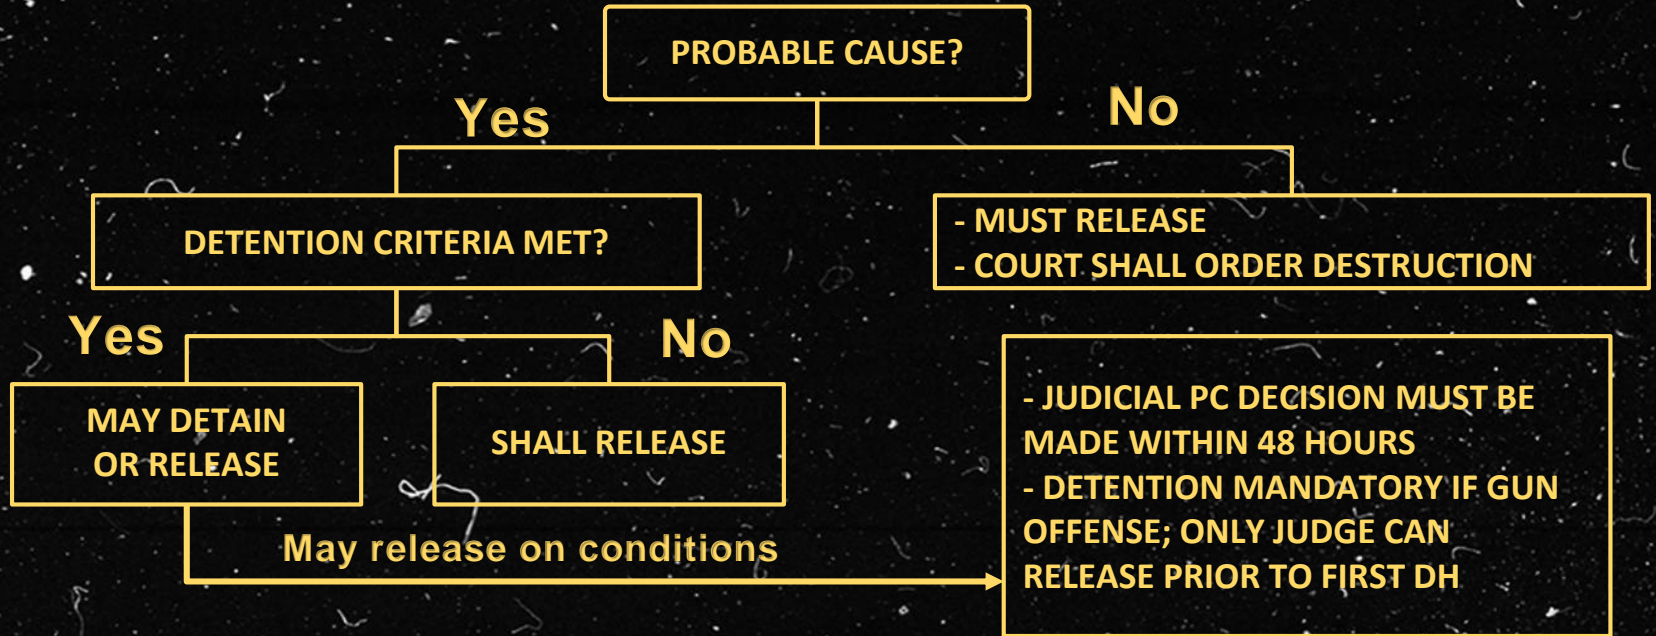 PROBABLE CAUSE?
Yes
No
DETENTION CRITERIA MET?
- MUST RELEASE
- COURT SHALL ORDER DESTRUCTION
Yes
No
MAY DETAIN
OR RELEASE
SHALL RELEASE
- JUDICIAL PC DECISION MUST BE
MADE WITHIN 48 HOURS
- DETENTION MANDATORY IF GUN
OFFENSE; ONLY JUDGE CAN
RELEASE PRIOR TO FIRST DH
May release on conditions